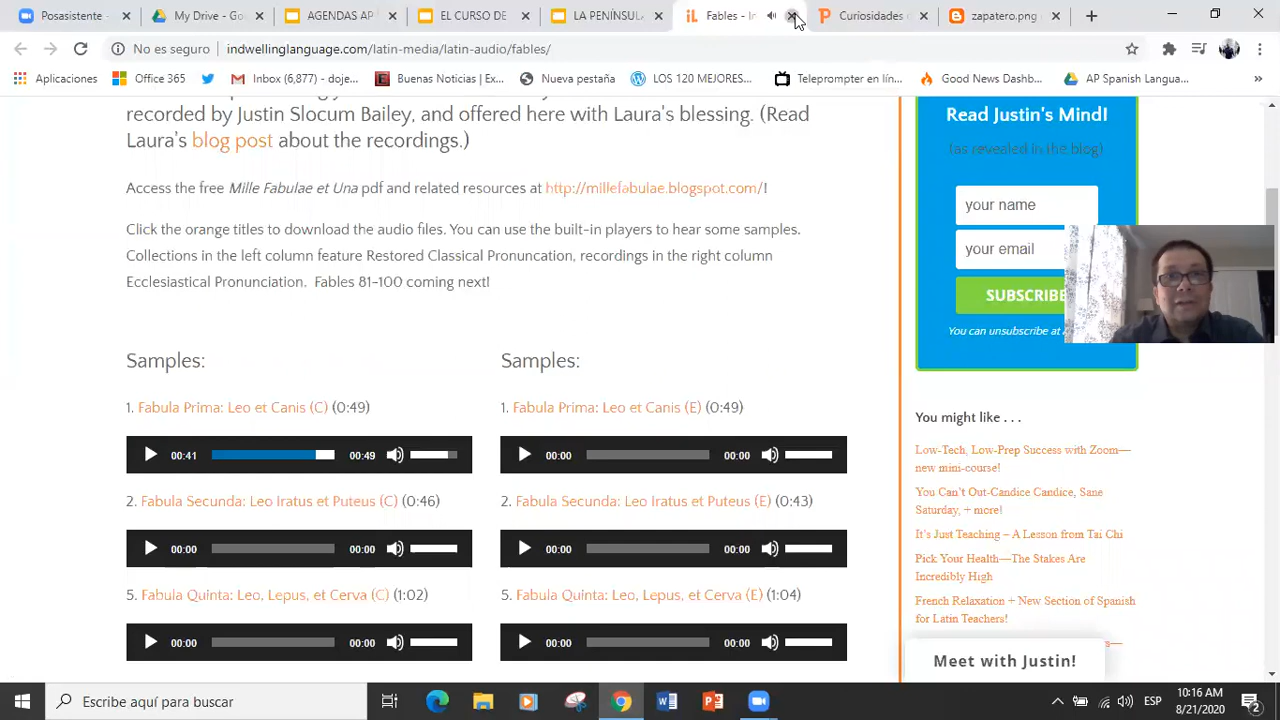 Posasistente -
My Drive - Go
AGENDAS AP
EL CURSO DE
LA PENÍNSUL
Fables - In
Curiosidades
zapatero.png
No es seguro
indwellinglanguage.com/latin-media/latin-audio/fables/
Aplicaciones
Office 365
Inbox (6,877) - doje...
Buenas Noticias | Ex...
Nueva pestaña
LOS 120 MEJORES...
Teleprompter en lín...
Good News Dashb...
AP Spanish Langua...
recorded by Justin Slocum Bailey, and offered here with Laura's blessing. (Read
Laura's blog post about the recordings.)
Access the free Mille Fabulae et Una pdf and related resources at http://millefabulae.blogspot.com/!
Click the orange titles to download the audio files. You can use the built-in players to hear some samples.
Collections in the left column feature Restored Classical Pronunciation, recordings in the right column
Ecclesiastical Pronunciation. Fables 81-100 coming next!
Samples:
1. Fabula Prima: Leo et Canis (C) (0:49)
00:41
00:49
2. Fabula Secunda: Leo Iratus et Puteus (C) (0:46)
00:00
00:00
5. Fabula Quinta: Leo, Lepus, et Cerva (C) (1:02)
00:00
00:00
Samples:
1. Fabula Prima: Leo et Canis (E) (0:49)
00:00
00:00
2. Fabula Secunda: Leo Iratus et Puteus (E) (0:43)
00:00
00:00
5. Fabula Quinta: Leo, Lepus, et Cerva (E) (1:04)
00:00
00:00
Read Justin's Mind!
(as revealed in the blog)
your name
your email
SUBSCRIBE
You can unsubscribe at
You might like . . .
Low-Tech, Low-Prep Success with Zoom—
new mini-course!
You Can't Out-Candice Candice, Sane
Saturday, + more!
It's Just Teaching – A Lesson from Tai Chi
Pick Your Health—The Stakes Are
Incredibly High
French Relaxation + New Section of Spanish
for Latin Teachers!
Meet with Justin!
Escribe aquí para buscar
ESP
10:16 AM
8/21/2020
2